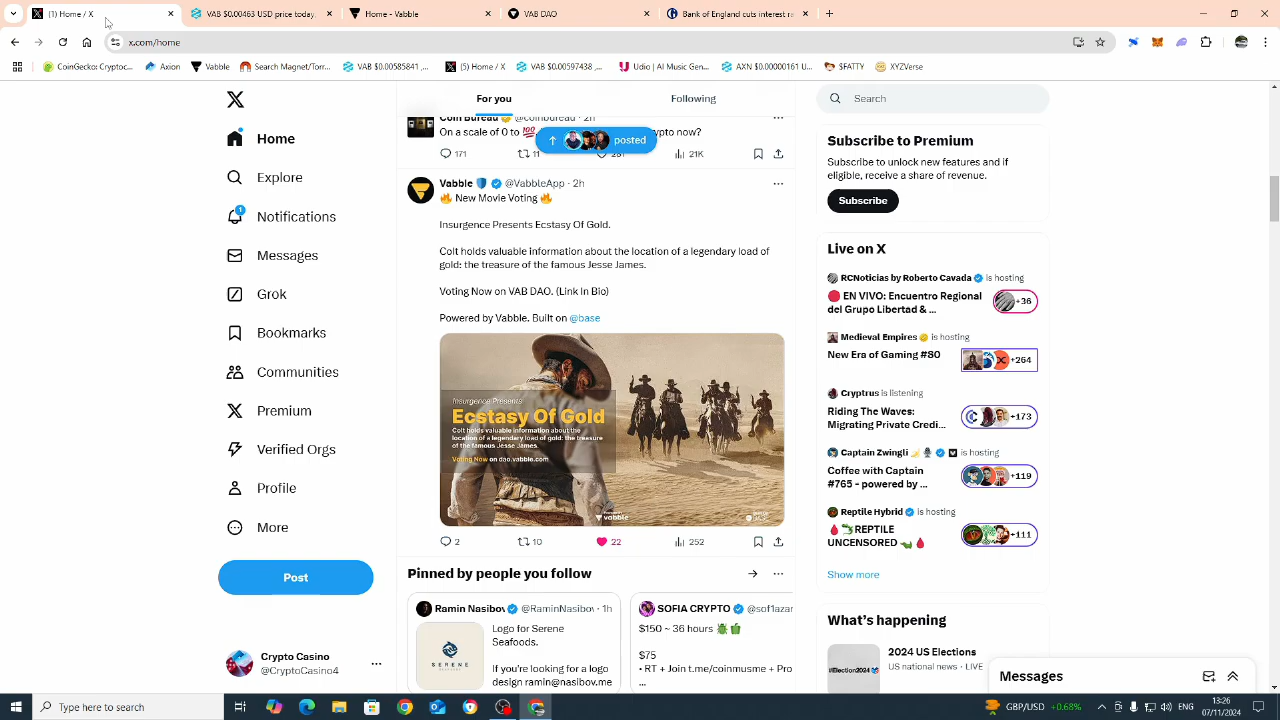 (1) Home / X
VAB $0.00463 USD today's
Home - Vabble
VAB DAO
Bank of England cuts interest r
x.com/home
CoinGecko: Cryptoc...
Axion
Vabble
Search Magnet/Torr...
VAB $0.00585841 ,...
(5) Home / X
VAB $0.00597438 ,...
Udio | AI Music Gen...
AXN $0.00000161 U...
$FATTY
XYZVerse
For you
Following
Search
Home
Explore
1
Notifications
Messages
Grok
Bookmarks
Communities
Premium
Verified Orgs
Profile
More
Post
Crypto Casino
@CryptoCasino4
Coin Bureau @coinbureau · 2h
On a scale of 0 to 💯
ypto now?
posted
171
11
21K
Vabble @VabbleApp · 2h
🔥 New Movie Voting 🔥
Insurgence Presents Ecstasy Of Gold.
Colt holds valuable information about the location of a legendary load of
gold: the treasure of the famous Jesse James.
Voting Now on VAB DAO. (Link In Bio)
Powered by Vabble. Built on @base
Insurgence Presents:
Ecstasy Of Gold
Colt holds valuable information about the
location of a legendary load of gold: the treasure
of the famous Jesse James.
Voting Now on dao.vabble.com
vabble
2
10
22
252
Pinned by people you follow
Ramin Nasibov @RaminNasibov · 1h
Logo for Serene
Seafoods.
If you're looking for a logo
design ramin@nasibov.me
SERENE
SOFIA CRYPTO @sof1azar
$150 ~ 36 hours
$75
• RT + Join t.me/coinmusme + Pro
...
Subscribe to Premium
Subscribe to unlock new features and if
eligible, receive a share of revenue.
Subscribe
Live on X
RCNoticias by Roberto Cavada is hosting
🔴 EN VIVO: Encuentro Regional
del Grupo Libertad & ...
+36
Medieval Empires is hosting
New Era of Gaming #80
+264
Cryptrus is listening
Riding The Waves:
Migrating Private Credi...
+173
Captain Zwingli is hosting
Coffee with Captain
#765 - powered by ...
+119
Reptile Hybrid is hosting
🩸🦎REPTILE
UNCENSORED 🐊🩸
+111
Show more
What's happening
2024 US Elections
US national news · LIVE
#Election2024
Messages
Type here to search
GBP/USD +0.68%
13:26
07/11/2024